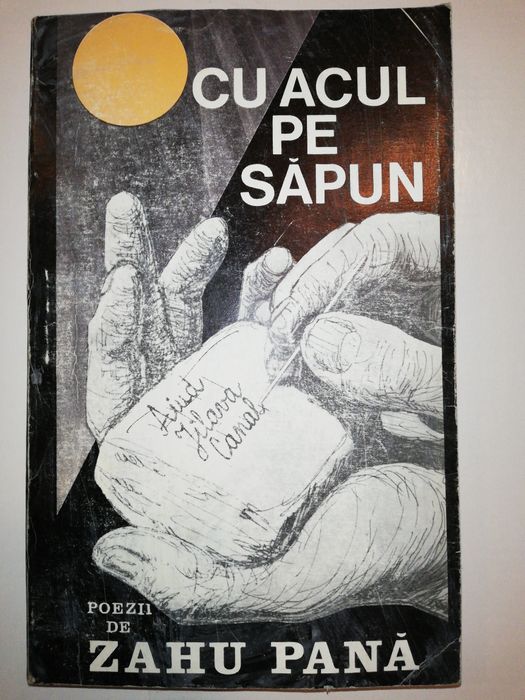 CU ACUL
PE
SĂPUN
Aiud
Jilava
Canal
POEZII
DE
ZAHU PANĂ